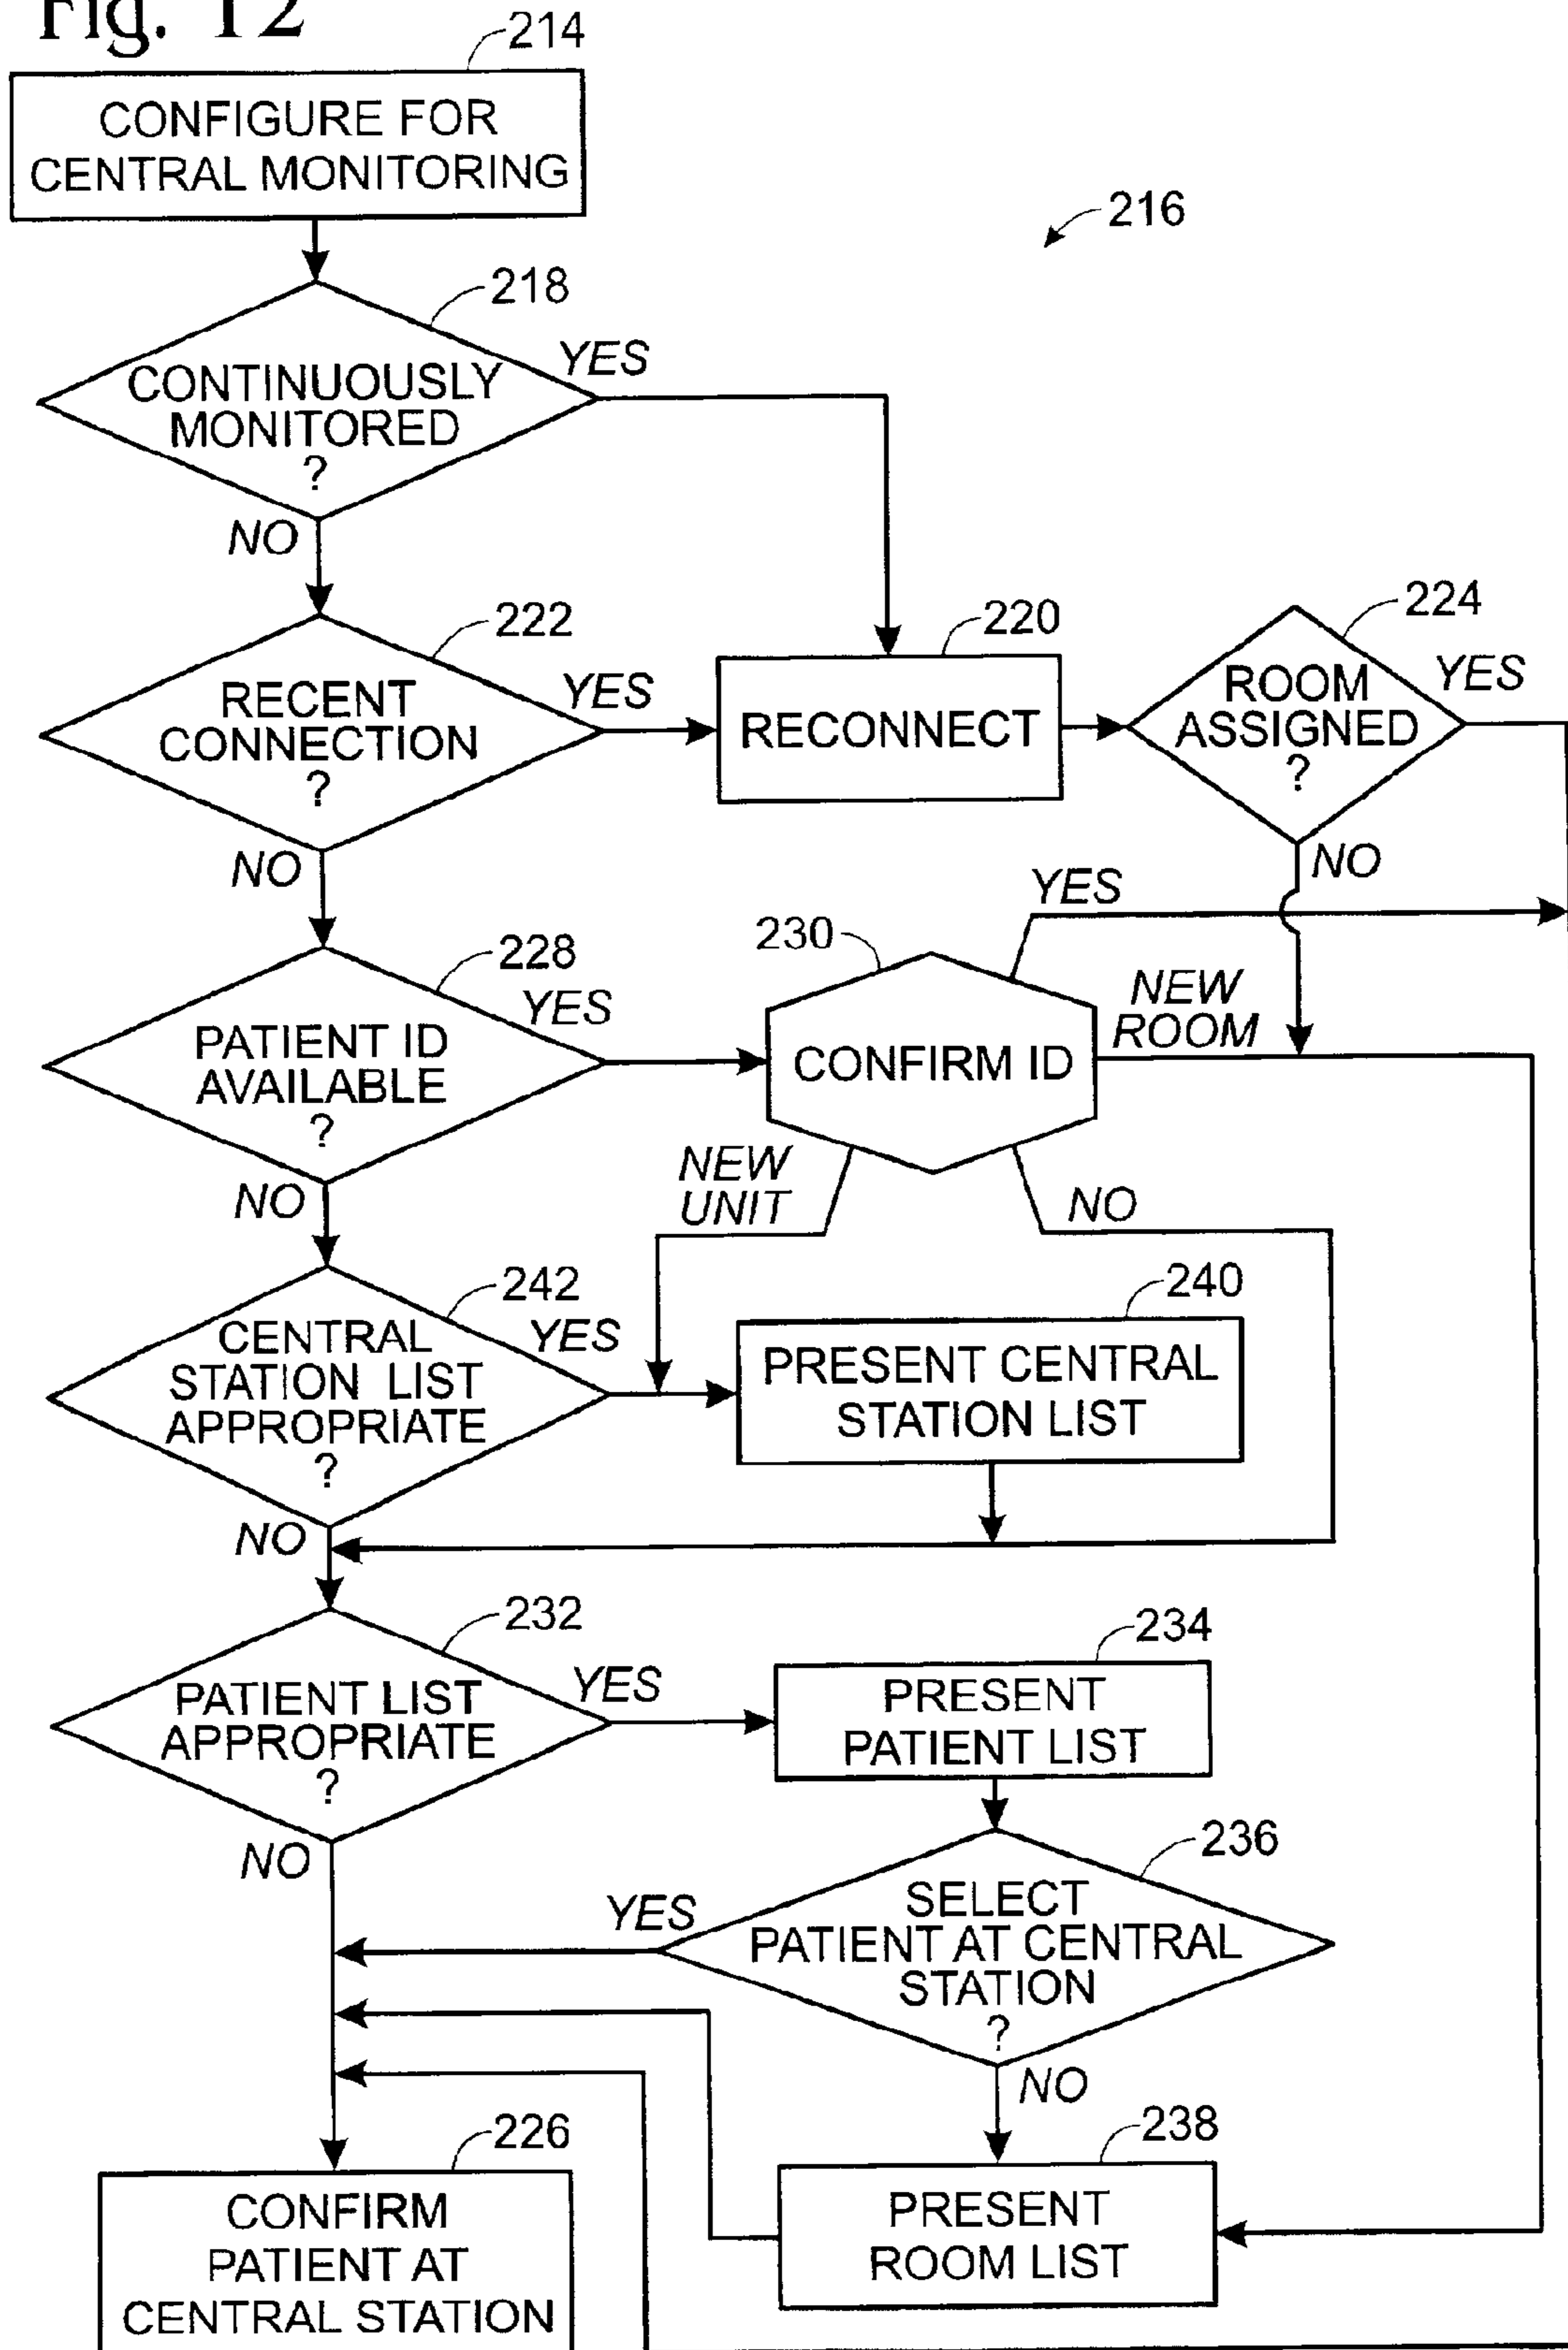 Fig. 12
214
CONFIGURE FOR
CENTRAL MONITORING
216
218
CONTINUOUSLY
MONITORED
?
YES
NO
222
RECENT
CONNECTION
?
YES
NO
220
RECONNECT
224
ROOM
ASSIGNED
?
YES
NO
228
PATIENT ID
AVAILABLE
?
YES
NO
230
CONFIRM ID
YES
NEW
ROOM
NEW
UNIT
NO
242
CENTRAL
STATION LIST
APPROPRIATE
?
YES
NO
240
PRESENT CENTRAL
STATION LIST
232
PATIENT LIST
APPROPRIATE
?
YES
NO
234
PRESENT
PATIENT LIST
236
SELECT
PATIENT AT CENTRAL
STATION
?
YES
NO
226
CONFIRM
PATIENT AT
CENTRAL STATION
238
PRESENT
ROOM LIST